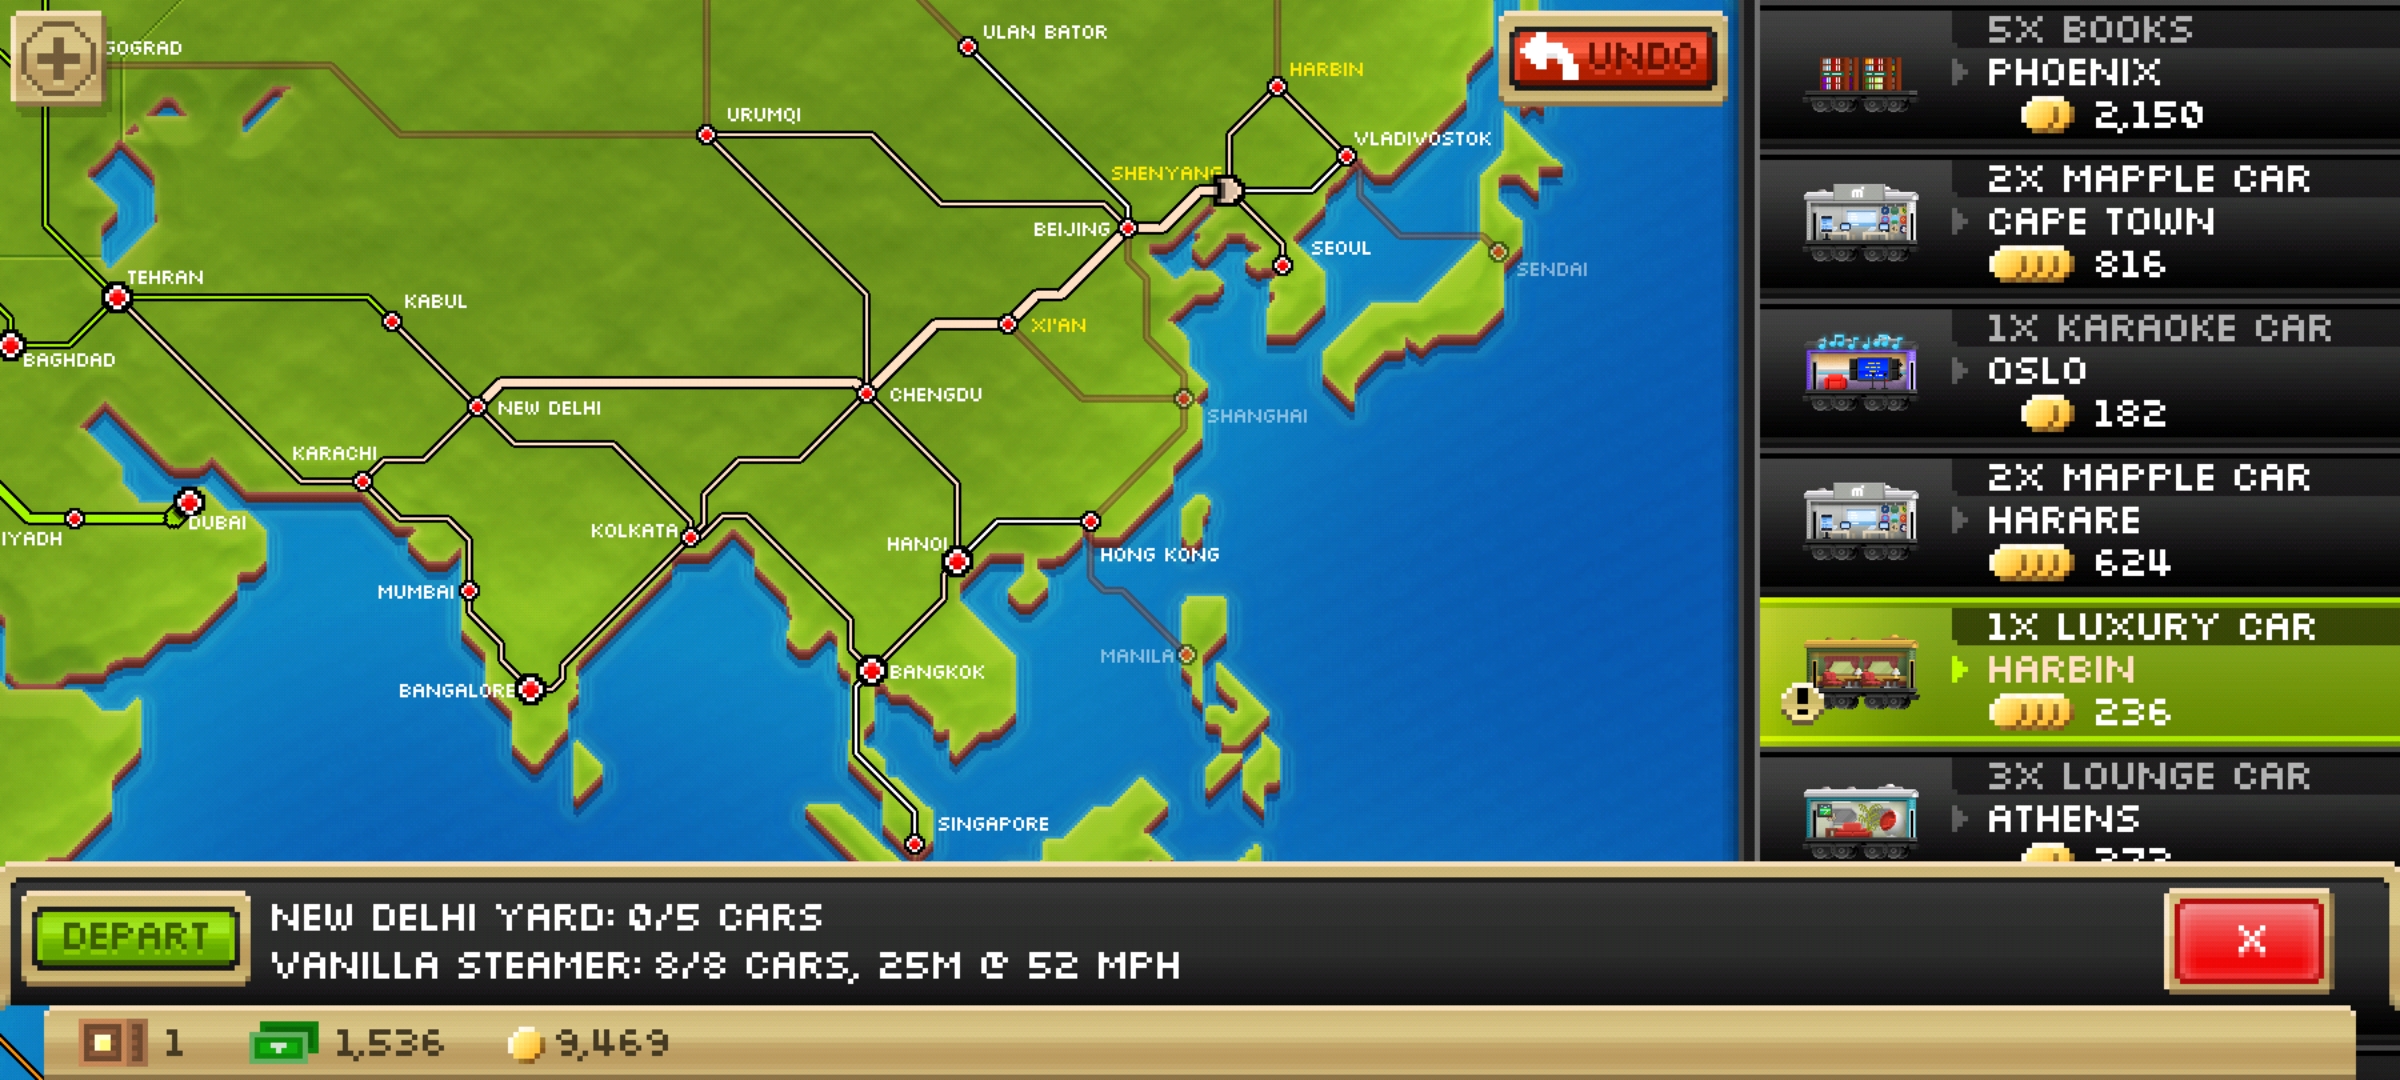 GOGRAD
ULAN BATOR
UNDO
HARBIN
URUMQI
VLADIVOSTOK
SHENYANG
BEIJING
SEOUL
SENDAI
TEHRAN
KABUL
XI'AN
BAGHDAD
CHENGDU
NEW DELHI
SHANGHAI
KARACHI
DUBAI
IYADH
KOLKATA
HANOI
HONG KONG
MUMBAI
MANILA
BANGKOK
BANGALORE
SINGAPORE
5X BOOKS
PHOENIX
2,150
2X MAPPLE CAR
m
CAPE TOWN
816
1X KARAOKE CAR
OSLO
182
2X MAPPLE CAR
m
HARARE
624
1X LUXURY CAR
HARBIN
!
236
3X LOUNGE CAR
ATHENS
DEPART
NEW DELHI YARD: 0/5 CARS
VANILLA STEAMER: 8/8 CARS, 25M @ 52 MPH
X
1
1,536
9,469